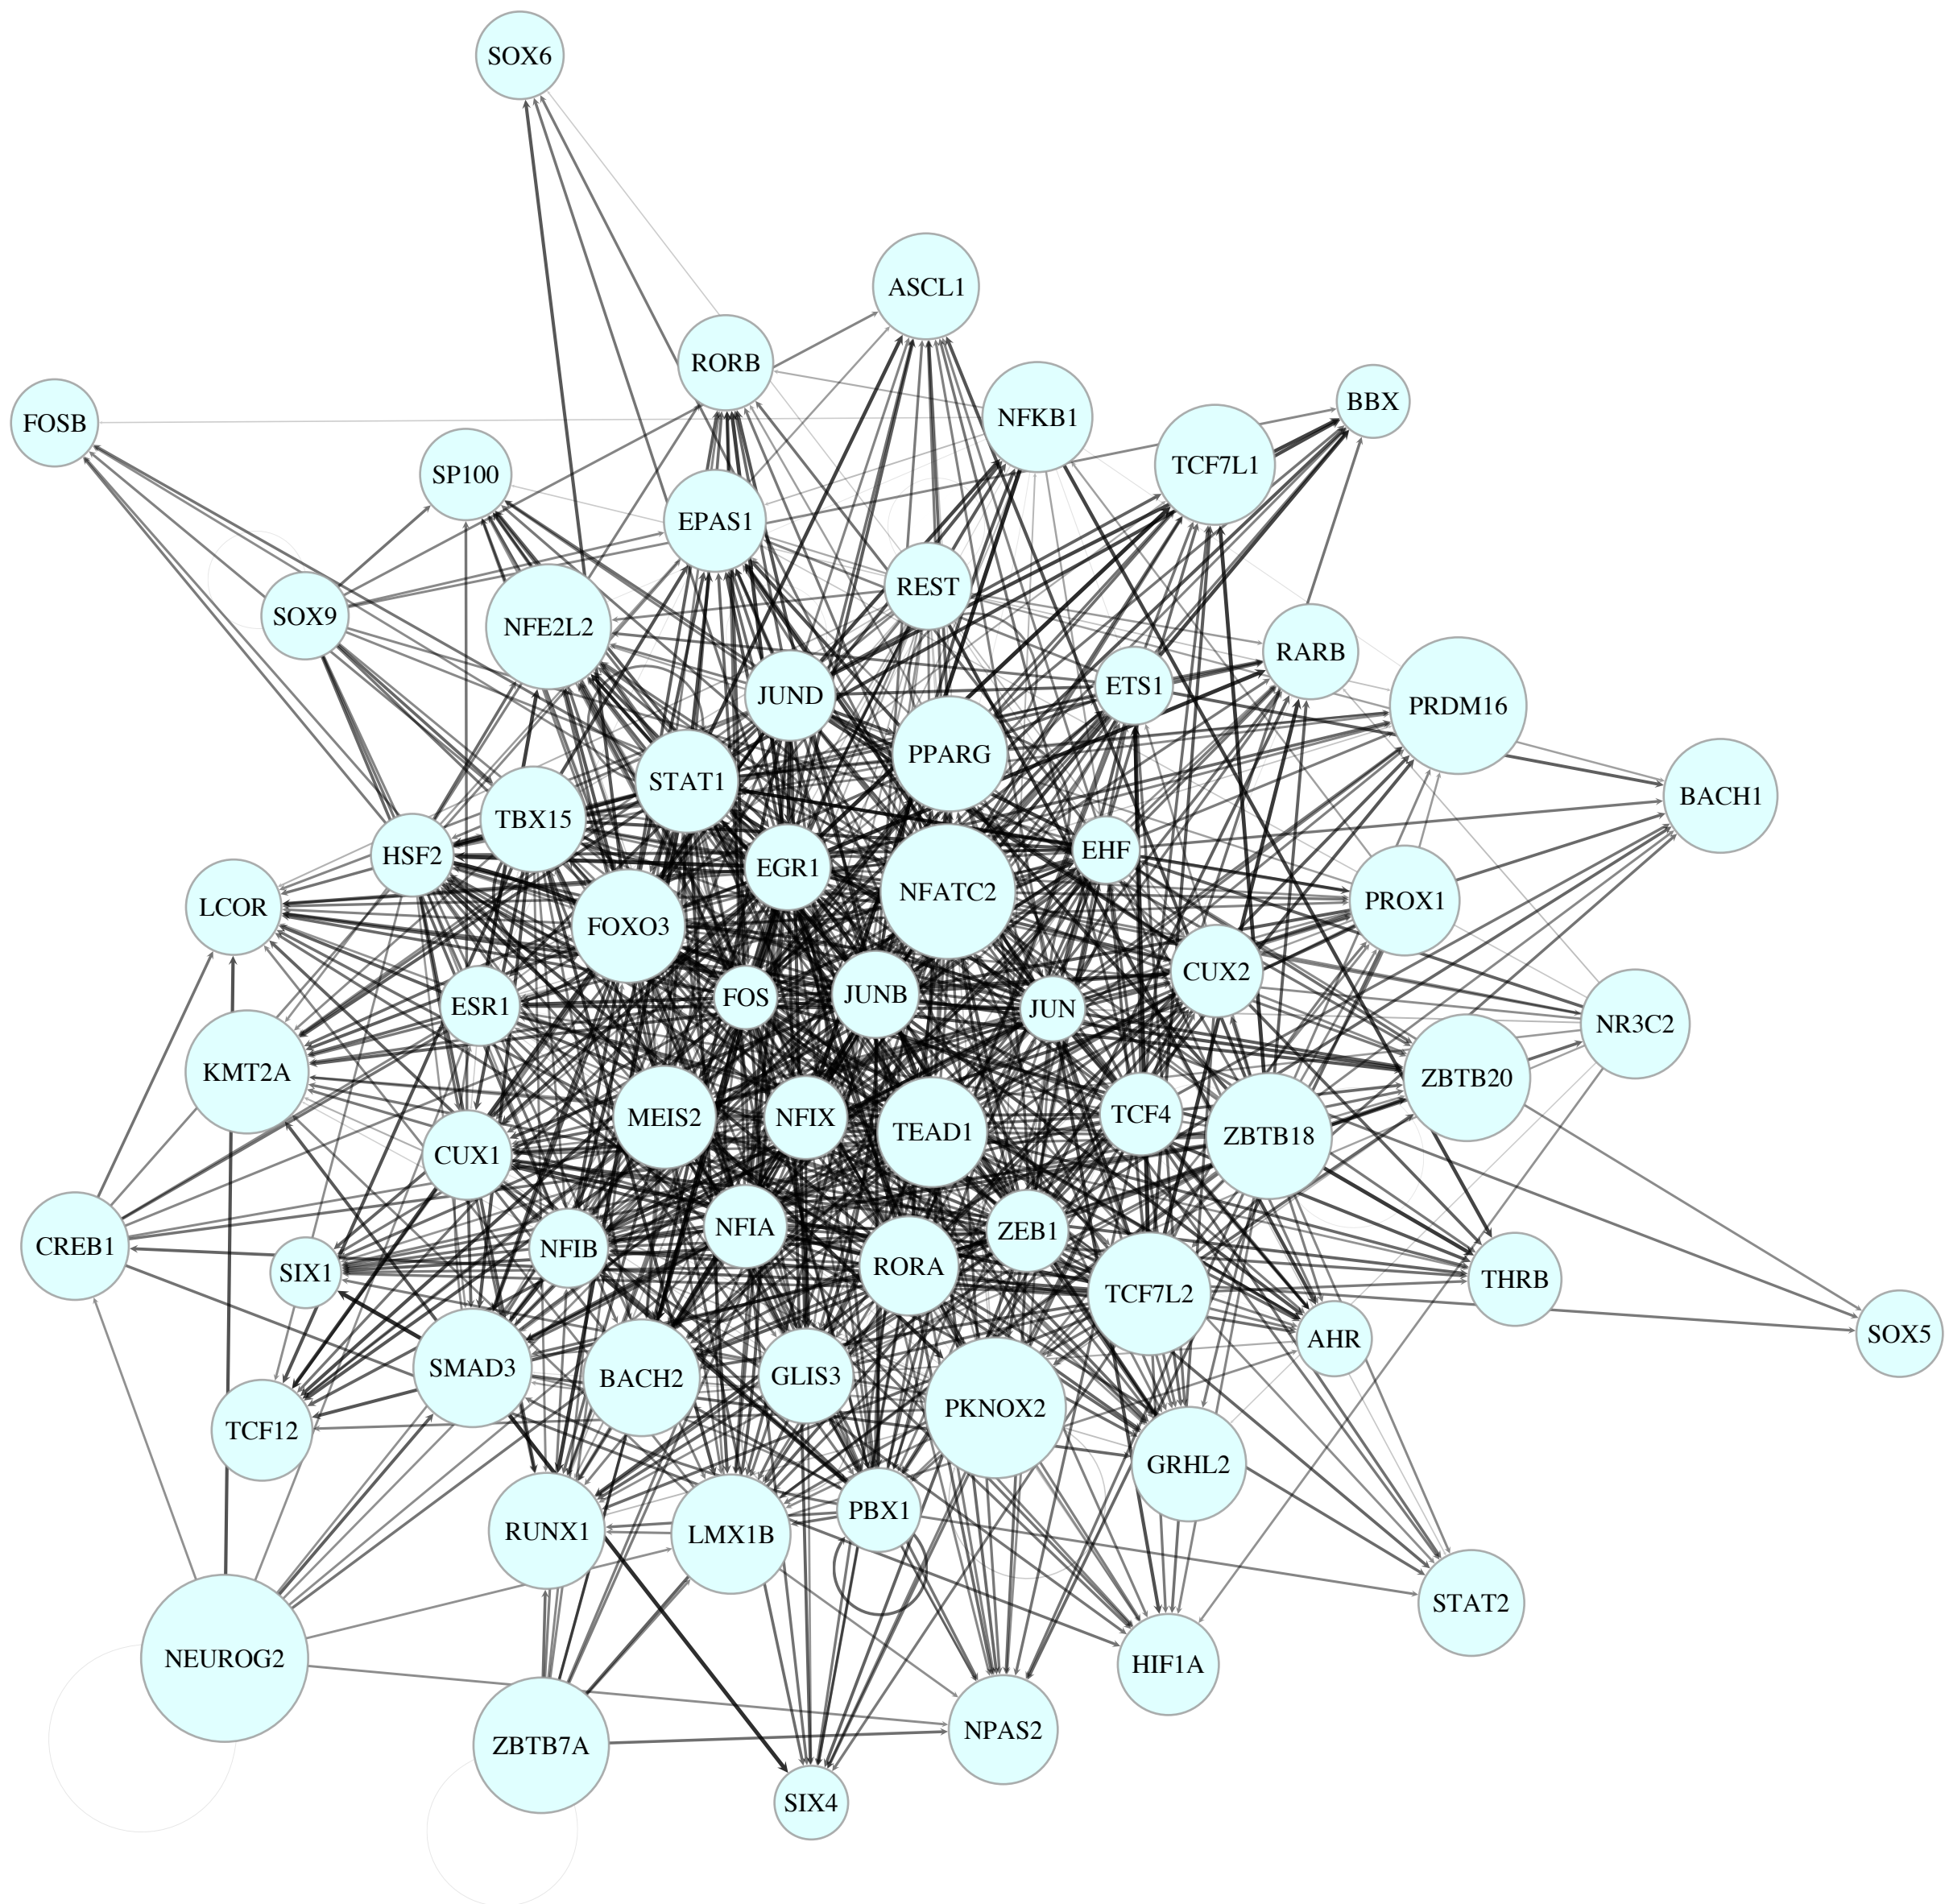 SOX6
ASCL1
RORB
BBX
NFKB1
FOSB
TCF7L1
SP100
EPAS1
REST
SOX9
NFE2L2
RARB
ETS1
JUND
PRDM16
PPARG
STAT1
BACH1
TBX15
EHF
HSF2
EGR1
NFATC2
PROX1
LCOR
FOXO3
CUX2
JUNB
FOS
ESR1
JUN
NR3C2
KMT2A
ZBTB20
TCF4
MEIS2
NFIX
TEAD1
ZBTB18
CUX1
NFIA
ZEB1
CREB1
NFIB
RORA
SIX1
THRB
TCF7L2
SOX5
AHR
SMAD3
GLIS3
BACH2
PKNOX2
TCF12
GRHL2
PBX1
RUNX1
LMX1B
STAT2
NEUROG2
HIF1A
NPAS2
ZBTB7A
SIX4